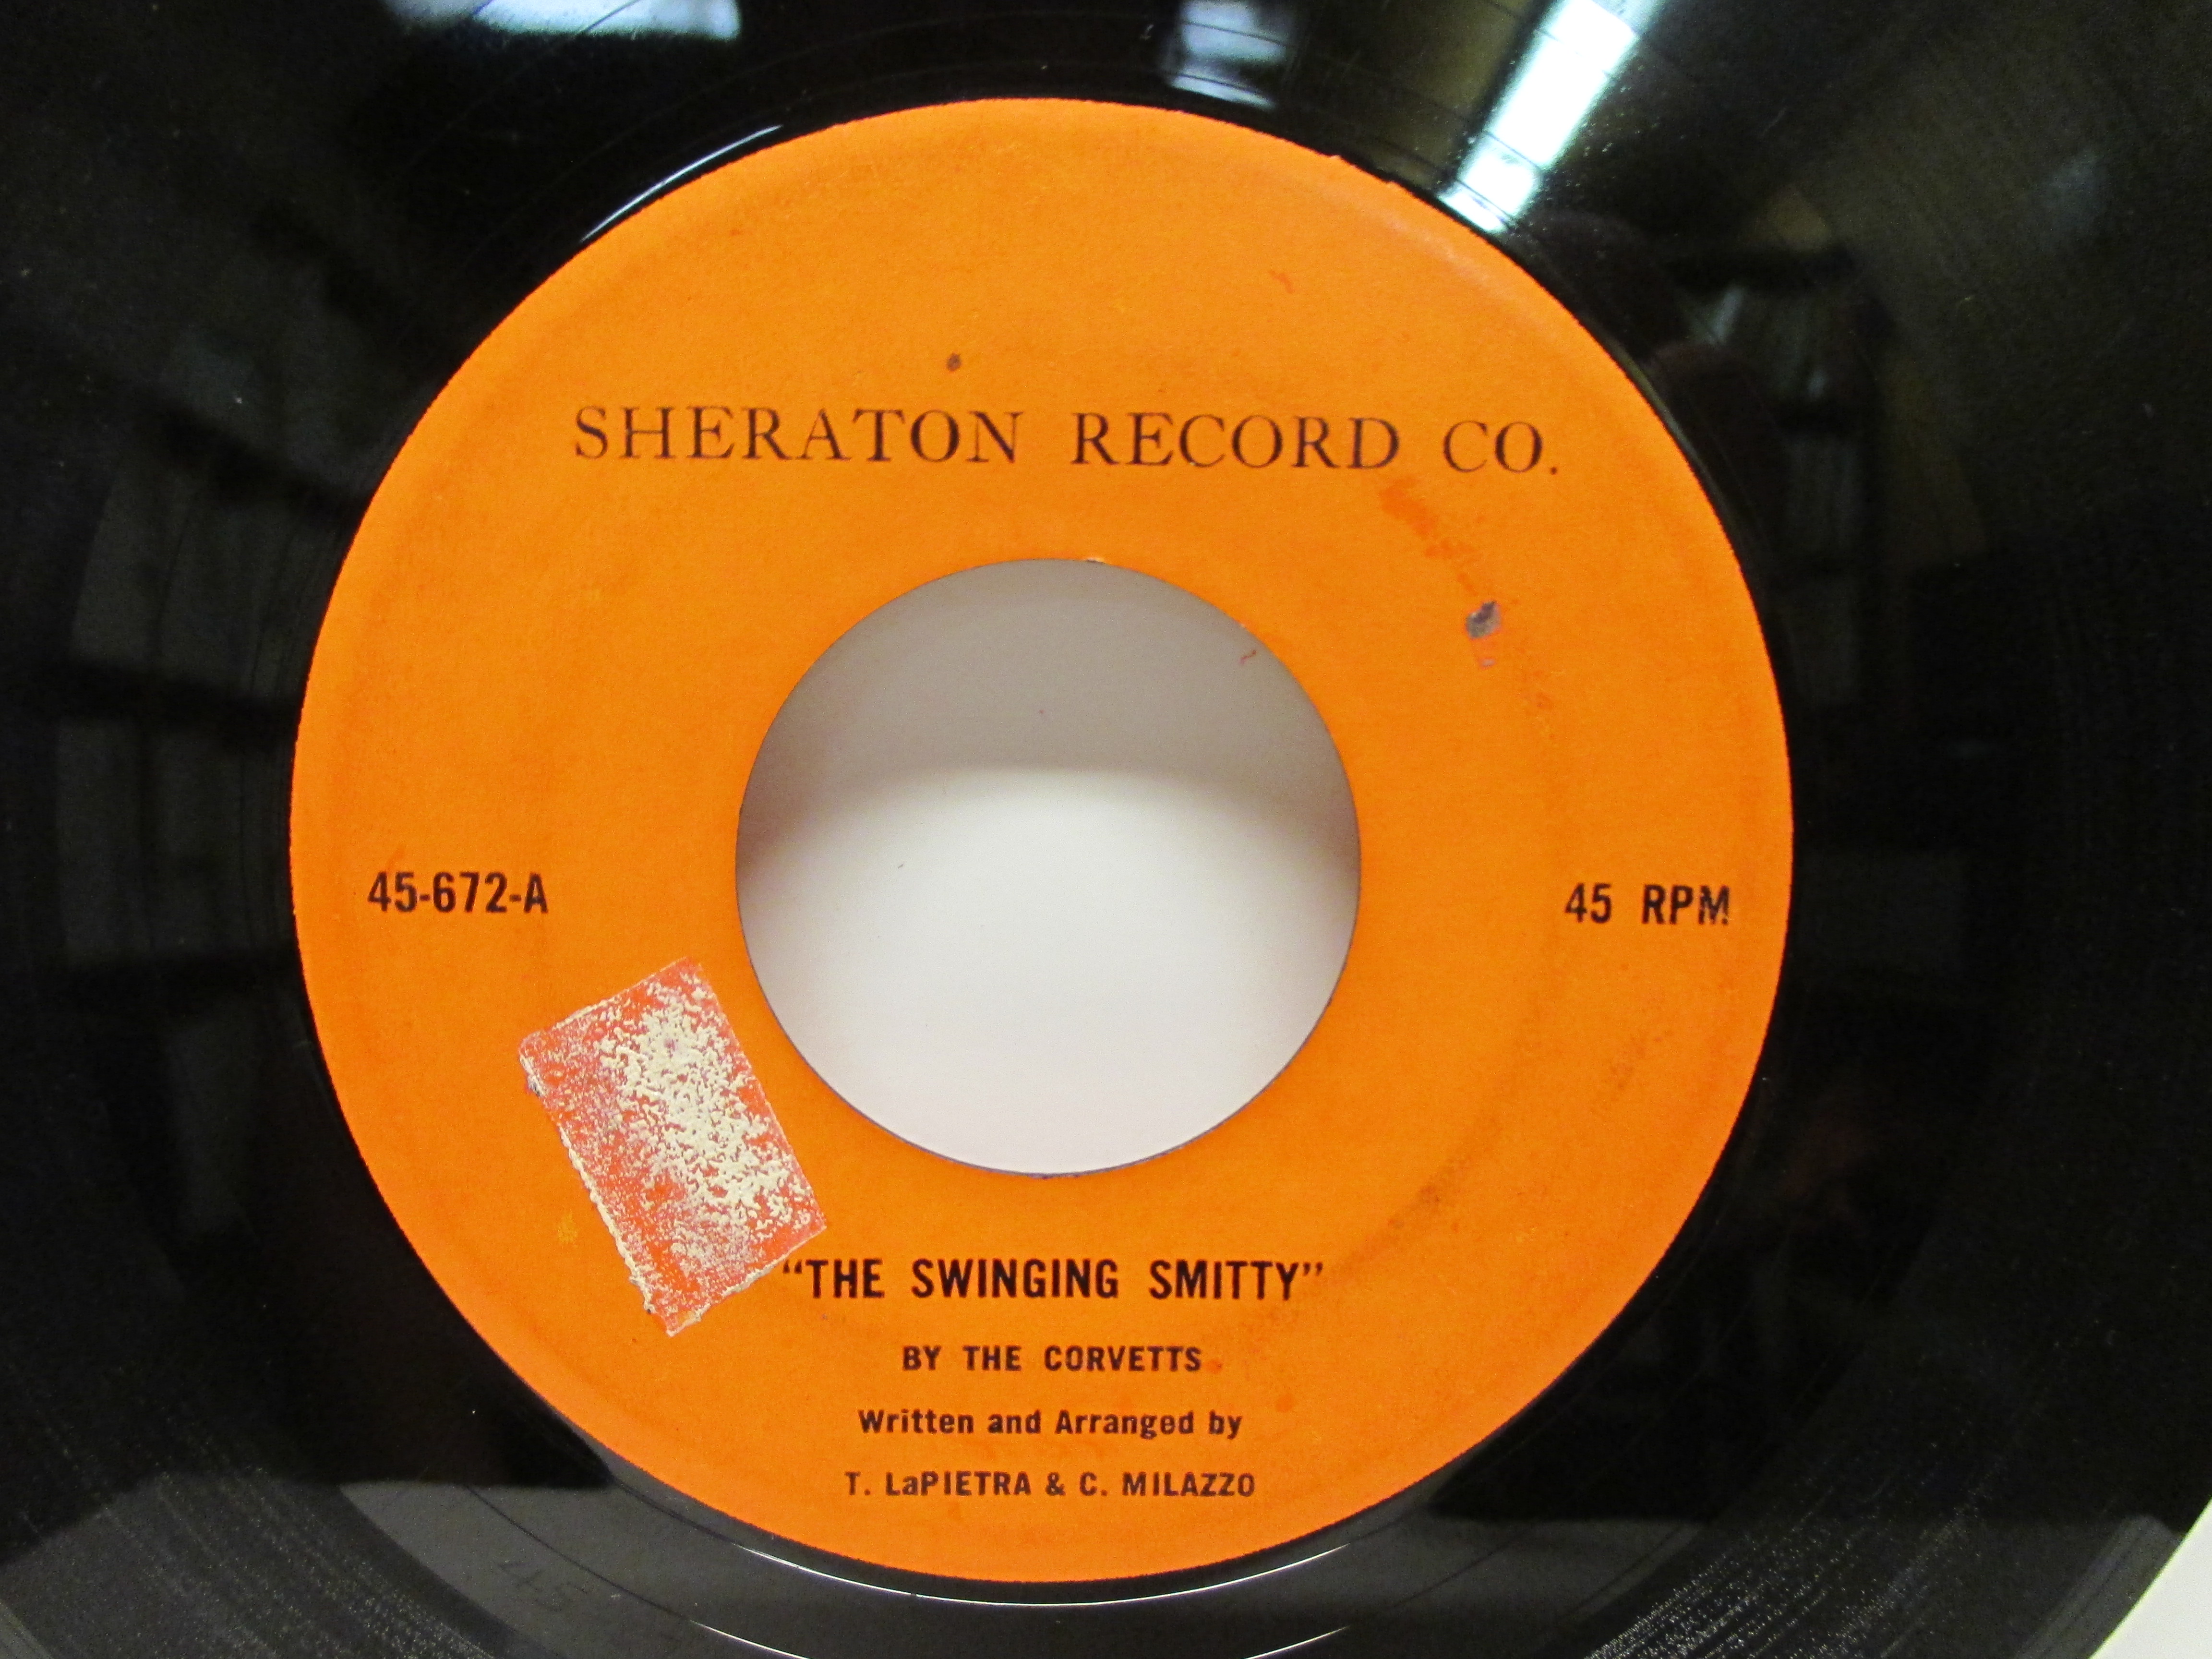 SHERATON RECORD CO.
45-672-A
45 RPM
“THE SWINGING SMITTY”
BY THE CORVETTS
Written and Arranged by
T. LaPIETRA & C. MILAZZO